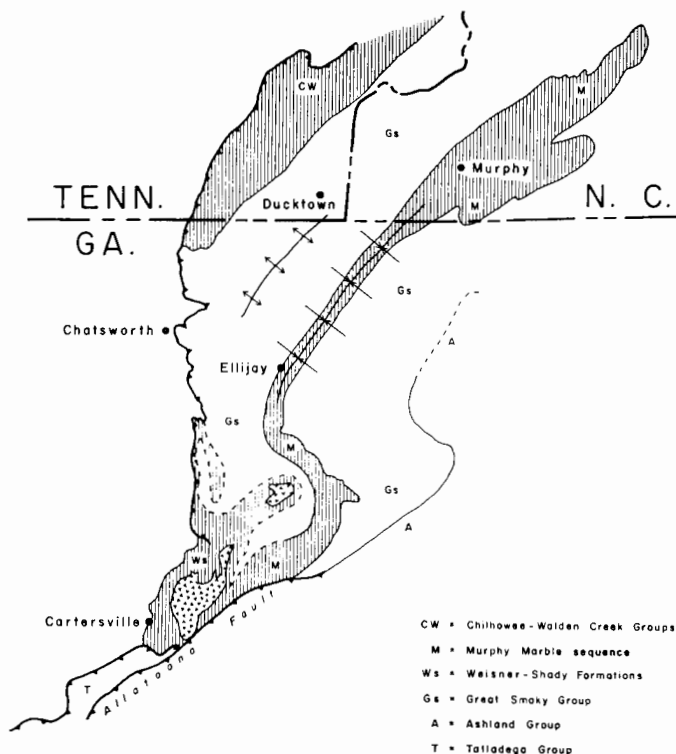 CW
M
Gs
Murphy
Ducktown
TENN.
N. C.
M
GA.
Gs
Chatsworth
A
Ellijay
Gs
M
Gs
A
Ws
M
Cartersville
Allatoona Fault
T
CW = Chilhowee-Walden Creek Groups
M = Murphy Marble sequence
Ws = Weisner-Shady Formations
Gs = Great Smoky Group
A = Ashland Group
T = Talladega Group